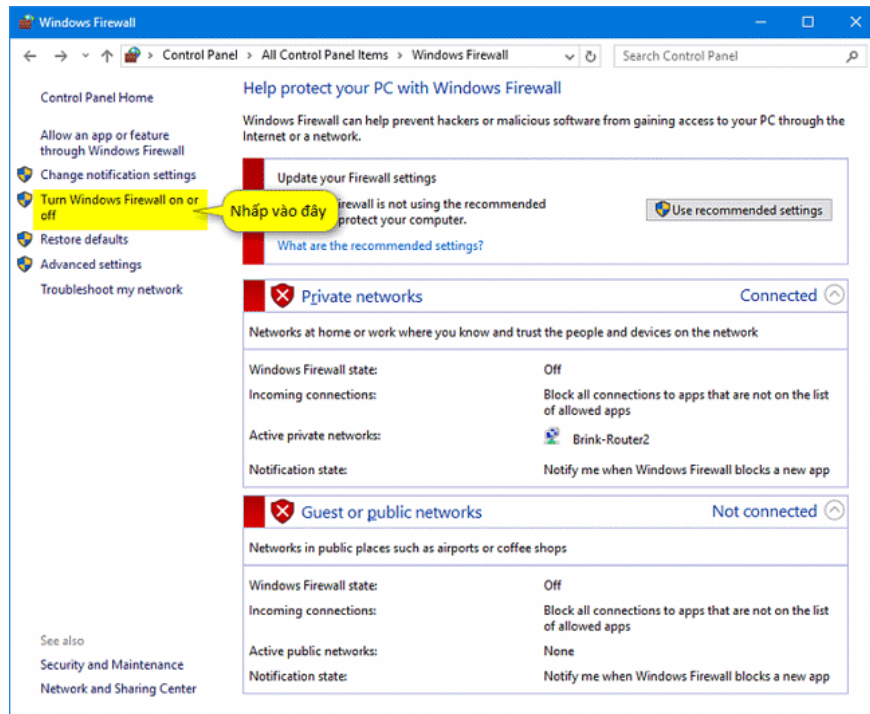 Windows Firewall
Control Panel > All Control Panel Items > Windows Firewall
Search Control Panel
Control Panel Home
Allow an app or feature
through Windows Firewall
Change notification settings
Turn Windows Firewall on or
off
Restore defaults
Advanced settings
Troubleshoot my network
See also
Security and Maintenance
Network and Sharing Center
Nhấp vào đây
Help protect your PC with Windows Firewall
Windows Firewall can help prevent hackers or malicious software from gaining access to your PC through the
Internet or a network.
Update your Firewall settings
irewall is not using the recommended
protect your computer.
What are the recommended settings?
Use recommended settings
Private networks Connected
Networks at home or work where you know and trust the people and devices on the network
Windows Firewall state: Off
Incoming connections: Block all connections to apps that are not on the list
of allowed apps
Active private networks: Brink-Router2
Notification state: Notify me when Windows Firewall blocks a new app
Guest or public networks Not connected
Networks in public places such as airports or coffee shops
Windows Firewall state: Off
Incoming connections: Block all connections to apps that are not on the list
of allowed apps
Active public networks: None
Notification state: Notify me when Windows Firewall blocks a new app